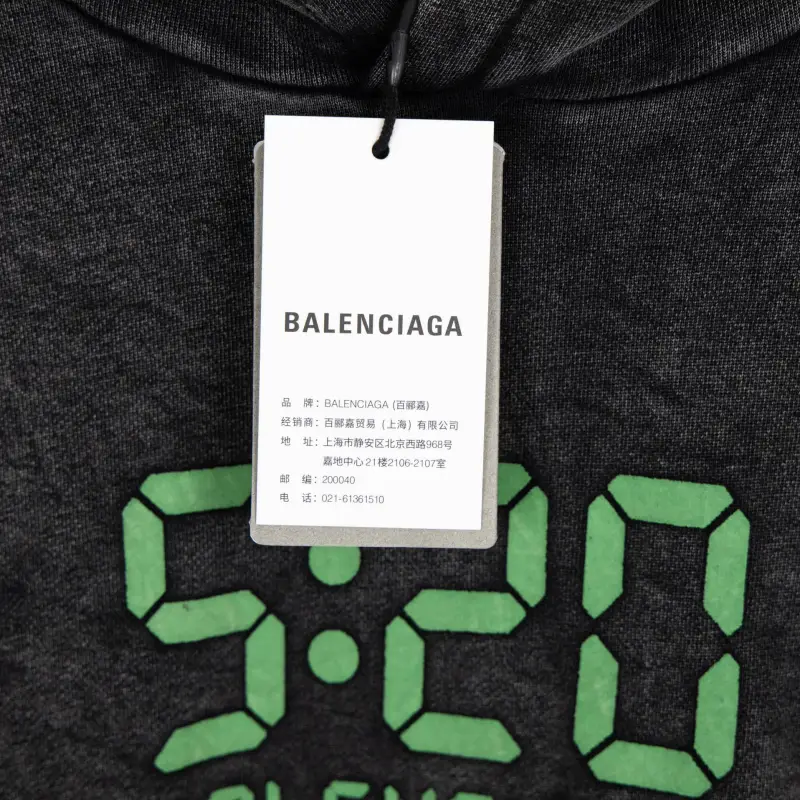 BALENCIAGA
品 牌：BALENCIAGA (百郦嘉)
经销商：百郦嘉贸易（上海）有限公司
地 址：上海市静安区北京西路968号
嘉地中心 21楼2106-2107室
邮 编：200040
电 话：021-61361510
5:20